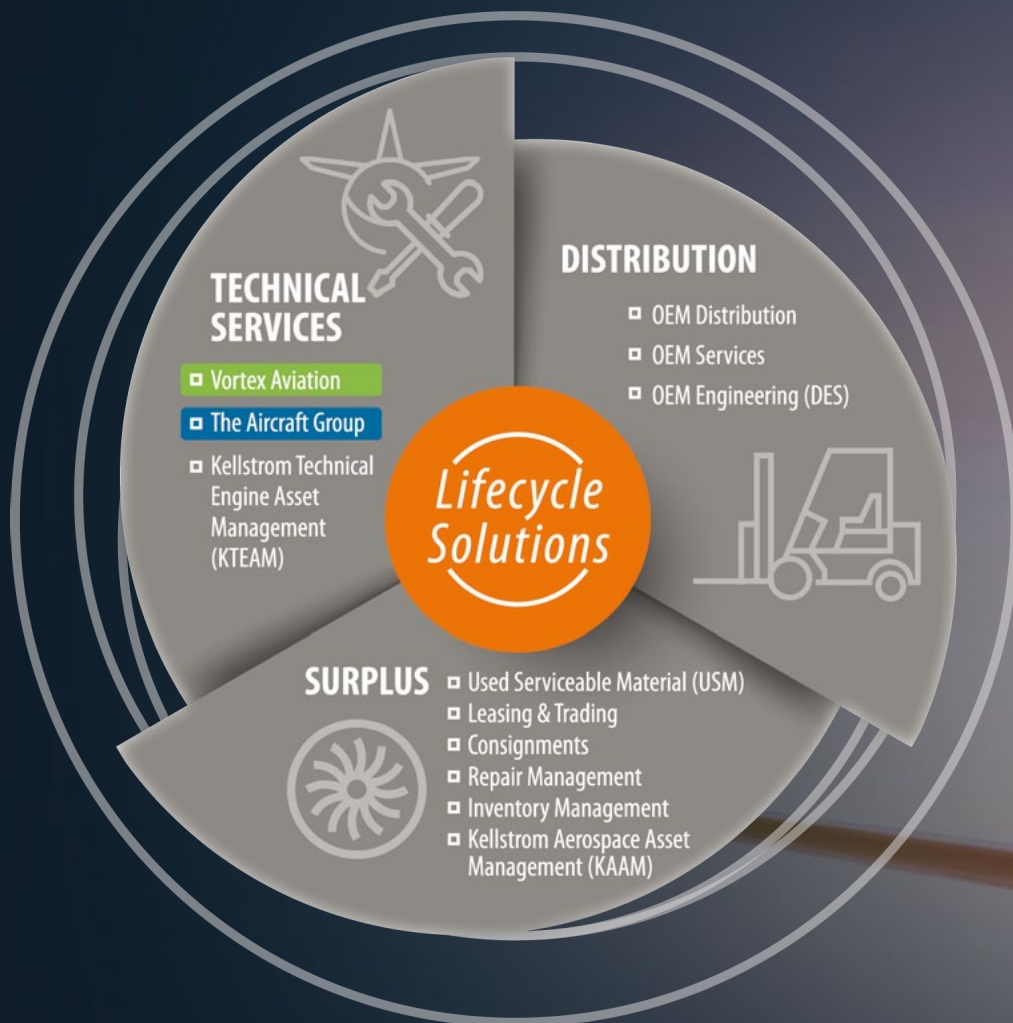 TECHNICAL
SERVICES
Vortex Aviation
The Aircraft Group
Kellstrom Technical
Engine Asset
Management
(KTEAM)
DISTRIBUTION
OEM Distribution
OEM Services
OEM Engineering (DES)
Lifecycle
Solutions
SURPLUS
Used Serviceable Material (USM)
Leasing & Trading
Consignments
Repair Management
Inventory Management
Kellstrom Aerospace Asset
Management (KAAM)